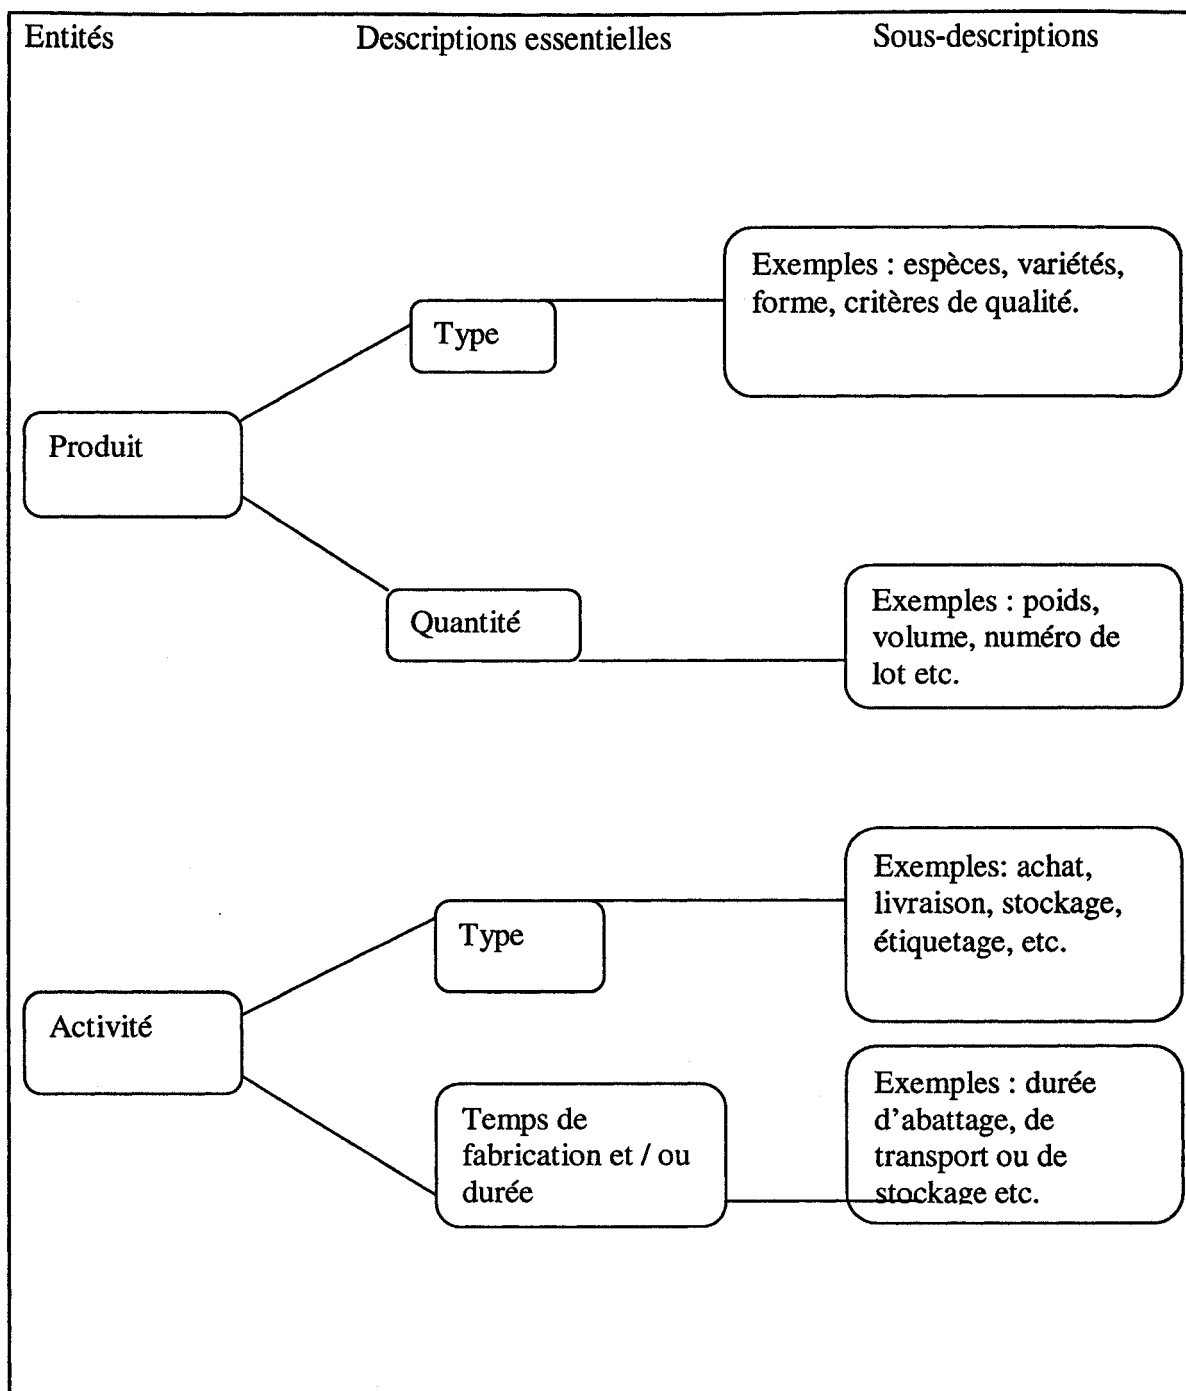 Entités Descriptions essentielles Sous-descriptions
Exemples : espèces, variétés,
forme, critères de qualité.
Type
Produit
Quantité
Exemples : poids,
volume, numéro de
lot etc.
Exemples: achat,
livraison, stockage,
étiquetage, etc.
Type
Activité
Temps de
fabrication et / ou
durée
Exemples : durée
d'abattage, de
transport ou de
stockage etc.